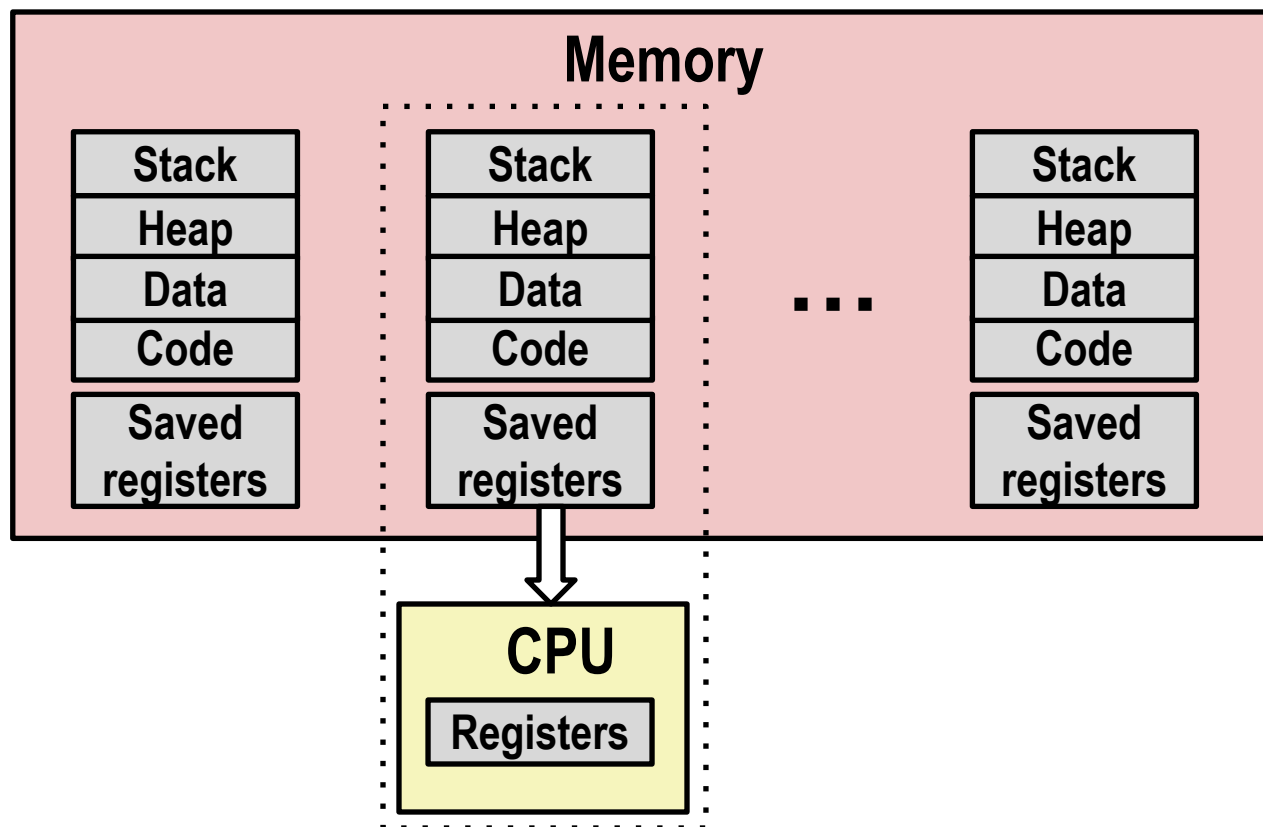 Memory
Stack
Heap
Data
Code
Saved
registers
Stack
Heap
Data
Code
Saved
registers
...
Stack
Heap
Data
Code
Saved
registers
CPU
Registers